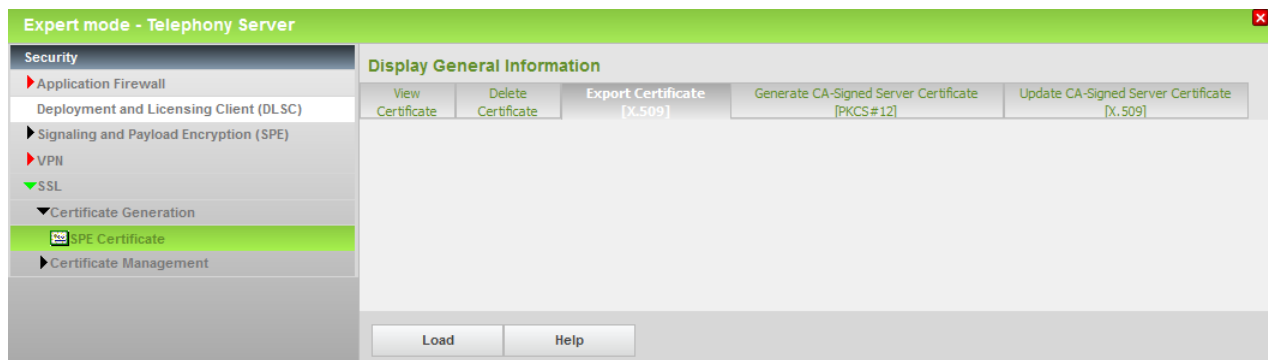 Expert mode - Telephony Server
Security
Application Firewall
Deployment and Licensing Client (DLSC)
Signaling and Payload Encryption (SPE)
VPN
SSL
Certificate Generation
SPE Certificate
Certificate Management
Display General Information
View
Certificate
Delete
Certificate
Export Certificate
[X.509]
Generate CA-Signed Server Certificate
[PKCS#12]
Update CA-Signed Server Certificate
[X.509]
Load
Help